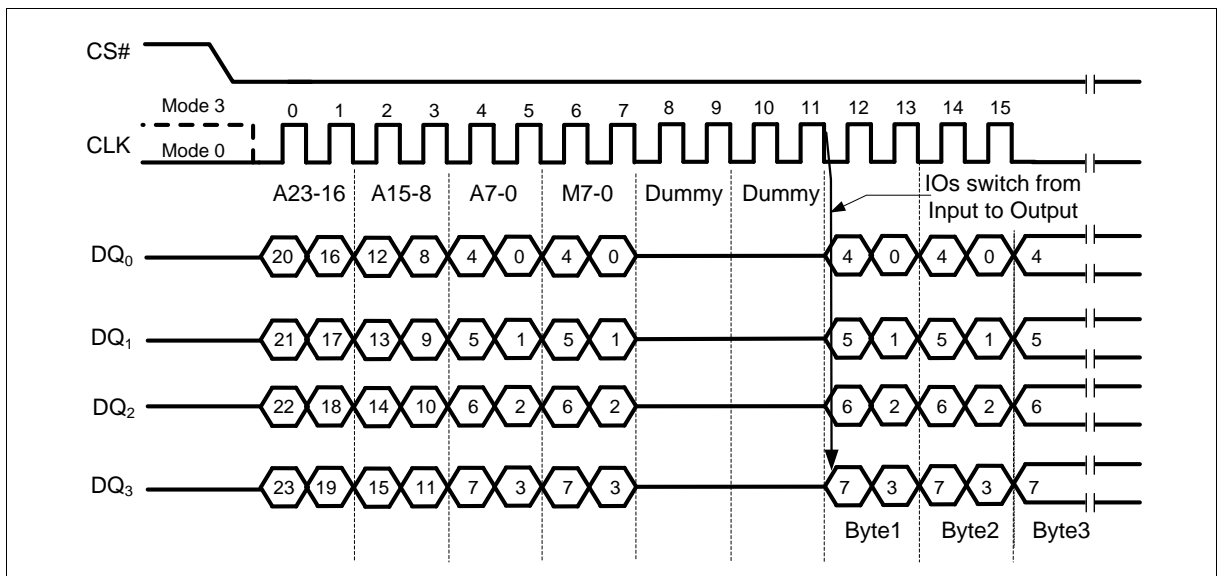 CS#
Mode 3
0 1 2 3 4 5 6 7 8 9 10 11 12 13 14 15
CLK
Mode 0
A23-16 A15-8 A7-0 M7-0 Dummy Dummy
IOs switch from
Input to Output
DQ0 20 16 12 8 4 0 4 0 4 0 4 0 4
DQ1 21 17 13 9 5 1 5 1 5 1 5 1 5
DQ2 22 18 14 10 6 2 6 2 6 2 6 2 6
DQ3 23 19 15 11 7 3 7 3 7 3 7 3 7
Byte1 Byte2 Byte3